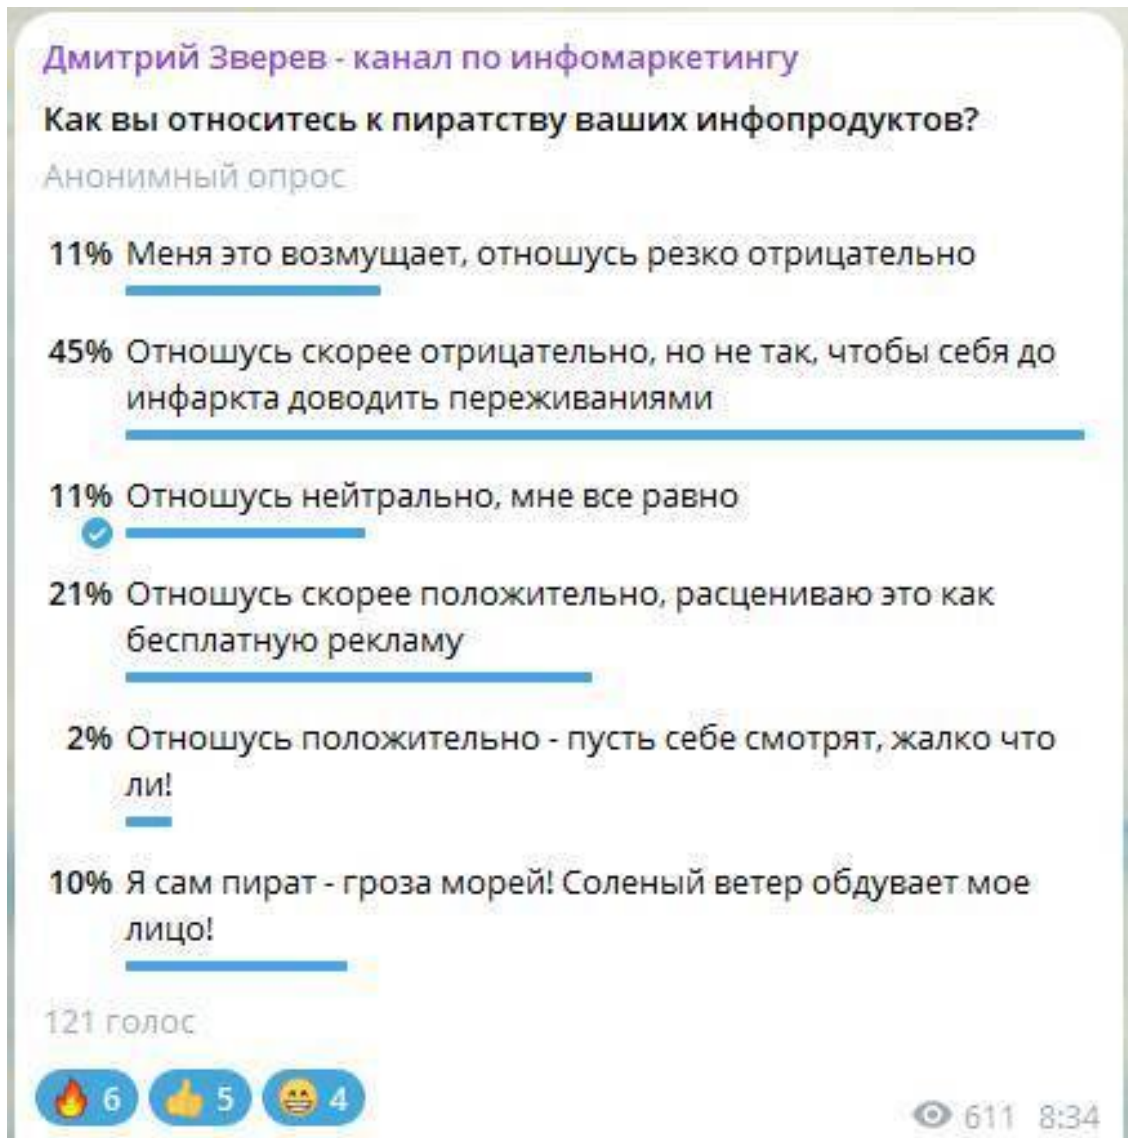 Дмитрий Зверев - канал по инфомаркетингу
Как вы относитесь к пиратству ваших инфопродуктов?
Анонимный опрос
11% Меня это возмущает, отношусь резко отрицательно
45% Отношусь скорее отрицательно, но не так, чтобы себя до
инфаркта доводить переживаниями
11% Отношусь нейтрально, мне все равно
21% Отношусь скорее положительно, расцениваю это как
бесплатную рекламу
2% Отношусь положительно - пусть себе смотрят, жалко что
ли!
10% Я сам пират - гроза морей! Соленый ветер обдувает мое
лицо!
121 голос
6 5 4
611 8:34